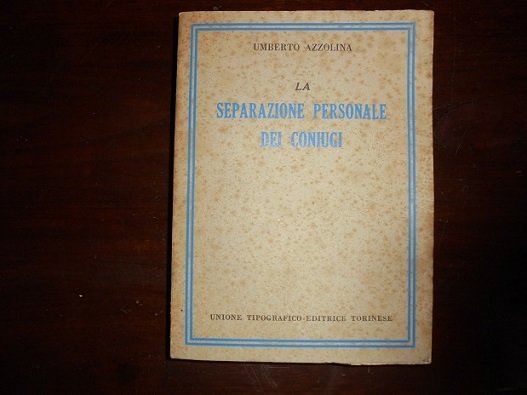 UMBERTO AZZOLINA
LA
SEPARAZIONE PERSONALE
DEI CONIUGI
UNIONE TIPOGRAFICO-EDITRICE TORINESE